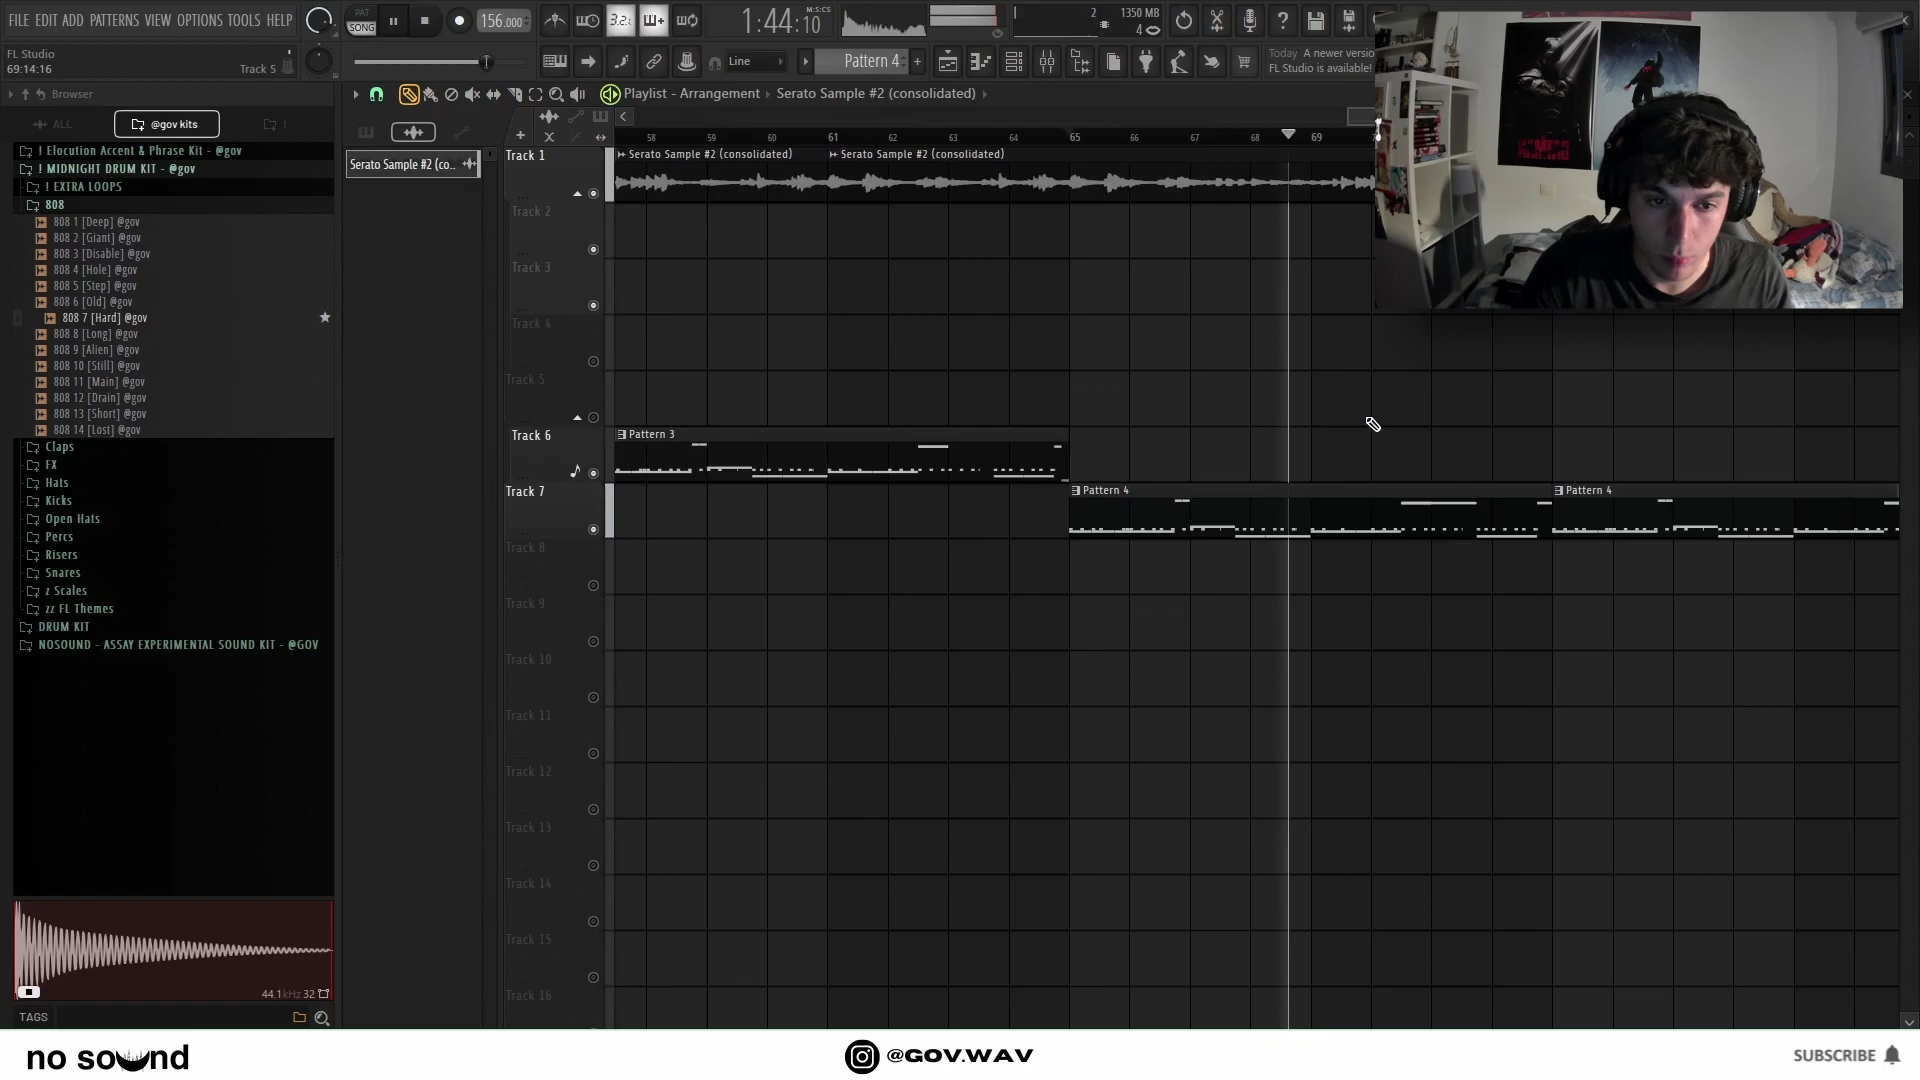 FILE EDIT ADD PATTERNS VIEW OPTIONS TOOLS HELP
PAT
SONG
156.000
3.2.
1:44:10
M:S:CS
2
1350 MB
4
FL Studio
69:14:16
Track 5
Line
Pattern 4
Today A newer versio
FL Studio is available!
Browser
Playlist - Arrangement
Serato Sample #2 (consolidated)
ALL
@gov kits
58 59 60 61 62 63 64 65 66 67 68 69
! Elocution Accent & Phrase Kit - @gov
! MIDNIGHT DRUM KIT - @gov
! EXTRA LOOPS
808
808 1 [Deep] @gov
808 2 [Giant] @gov
808 3 [Disable] @gov
808 4 [Hole] @gov
808 5 [Step] @gov
808 6 [Old] @gov
808 7 [Hard] @gov
808 8 [Long] @gov
808 9 [Alien] @gov
808 10 [Still] @gov
808 11 [Main] @gov
808 12 [Drain] @gov
808 13 [Short] @gov
808 14 [Lost] @gov
Claps
FX
Hats
Kicks
Open Hats
Percs
Risers
Snares
z Scales
zz FL Themes
DRUM KIT
NOSOUND - ASSAY EXPERIMENTAL SOUND KIT - @GOV
44.1kHz 32
TAGS
Serato Sample #2 (co..
Track 1
Serato Sample #2 (consolidated)
Serato Sample #2 (consolidated)
Track 2
Track 3
Track 4
Track 5
Track 6
Pattern 3
Track 7
Pattern 4
Pattern 4
Track 8
Track 9
Track 10
Track 11
Track 12
Track 13
Track 14
Track 15
Track 16
no sound
@GOV.WAV
SUBSCRIBE